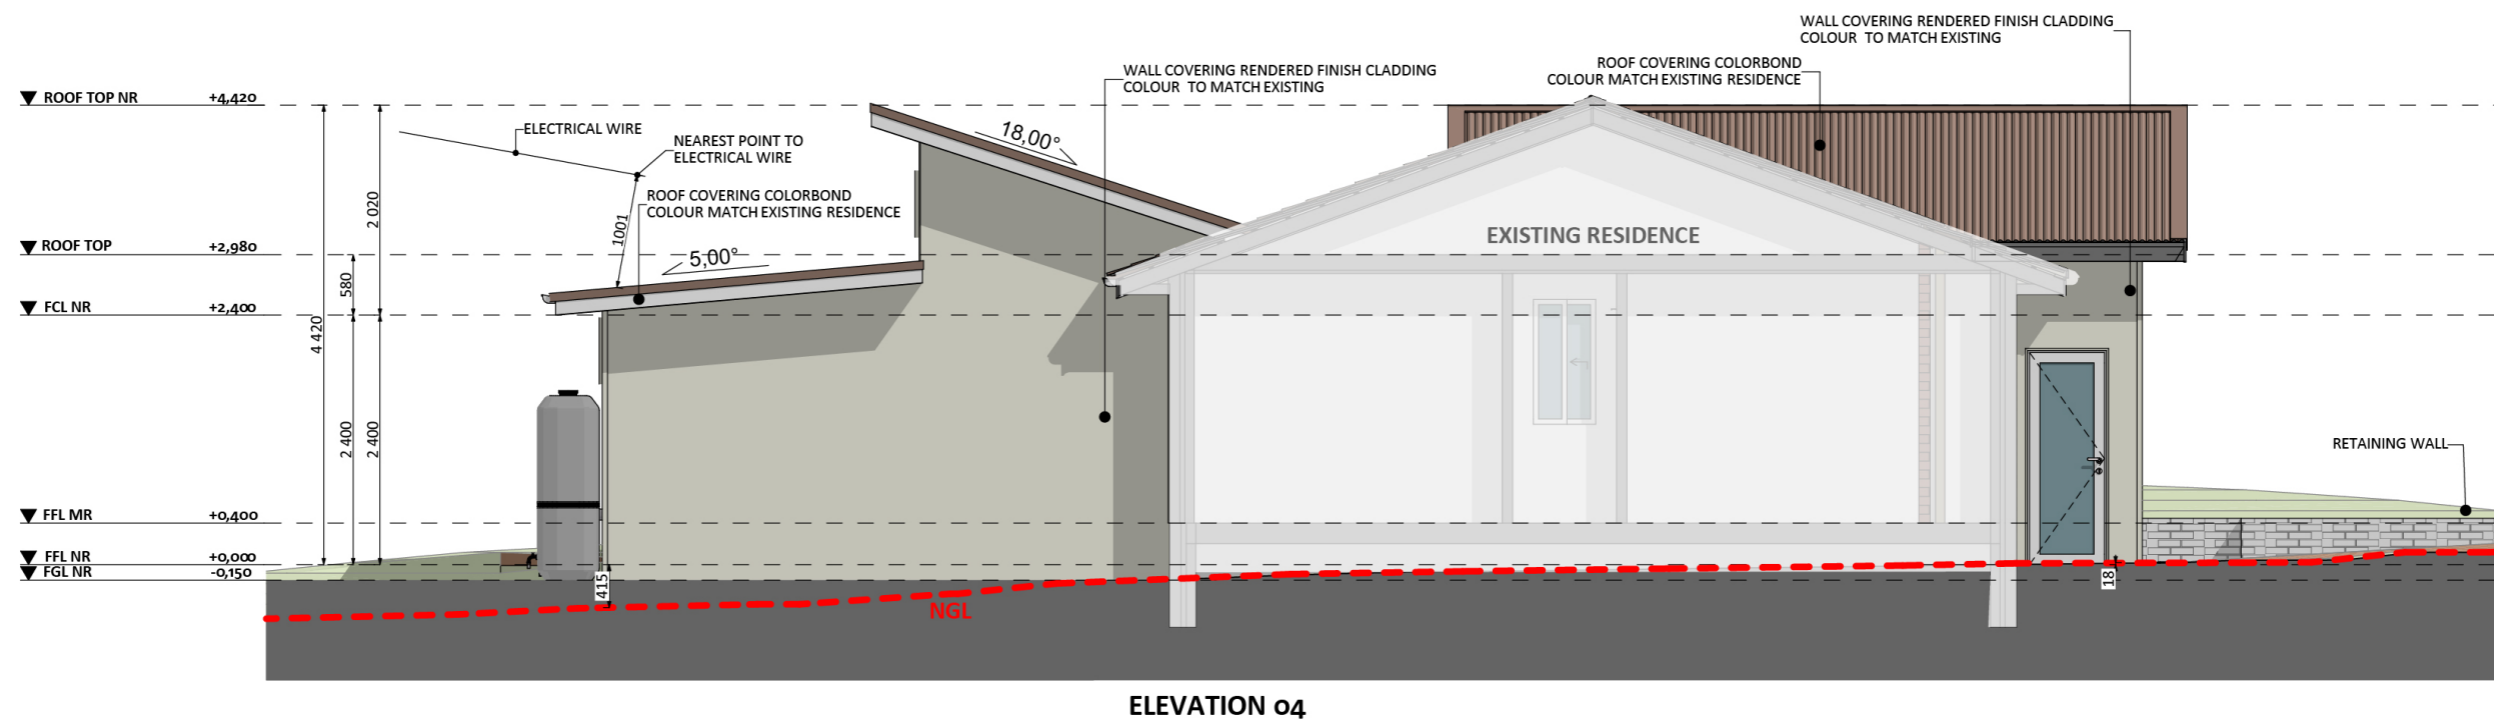 WALL COVERING RENDERED FINISH CLADDING
COLOUR TO MATCH EXISTING
ROOF COVERING COLORBOND
COLOUR MATCH EXISTING RESIDENCE
WALL COVERING RENDERED FINISH CLADDING
COLOUR TO MATCH EXISTING
ROOF TOP NR +4,420
ELECTRICAL WIRE
NEAREST POINT TO
ELECTRICAL WIRE
18,00°
ROOF COVERING COLORBOND
COLOUR MATCH EXISTING RESIDENCE
2 020
1001
EXISTING RESIDENCE
ROOF TOP +2,980
5,00°
580
FCL NR +2,400
4 420
2 400
2 400
RETAINING WALL
FFL MR +0,400
FFL NR +0,000
FGL NR -0,150
415
18
NGL
ELEVATION 04